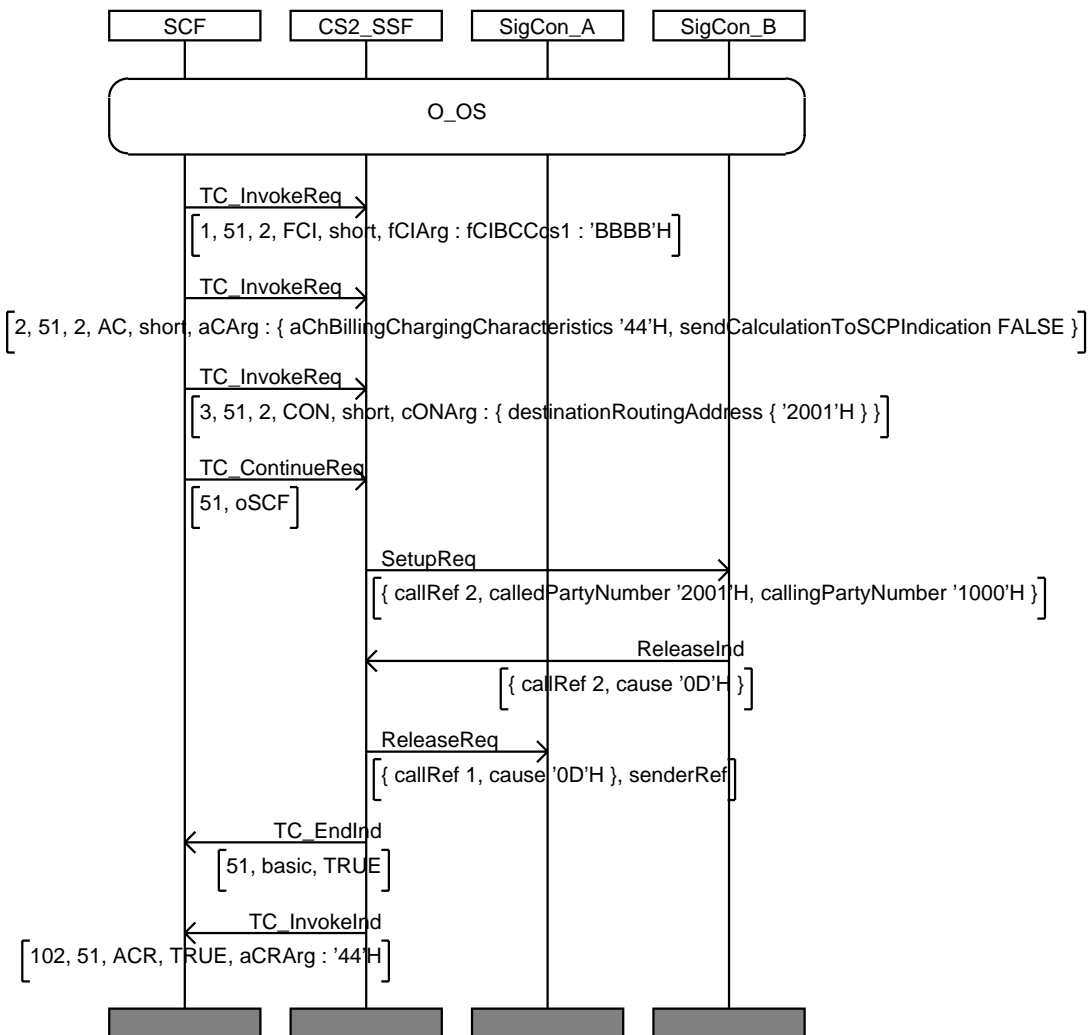 SCF CS2_SSF SigCon_A SigCon_B
O_OS
TC_InvokeReq
1, 51, 2, FCI, short, fCIArg : fCIBCCcs1 : ’BBBB’H
TC_InvokeReq
2, 51, 2, AC, short, aCArg : { aChBillingChargingCharacteristics ’44’H, sendCalculationToSCPIndication FALSE }
TC_InvokeReq
3, 51, 2, CON, short, cONArg : { destinationRoutingAddress { ’2001’H } }
TC_ContinueReq
51, oSCF
SetupReq
{ callRef 2, calledPartyNumber ’2001’H, callingPartyNumber ’1000’H }
ReleaseInd
{ callRef 2, cause ’0D’H }
ReleaseReq
{ callRef 1, cause ’0D’H }, senderRef
TC_EndInd
51, basic, TRUE
TC_InvokeInd
102, 51, ACR, TRUE, aCRArg : ’44’H